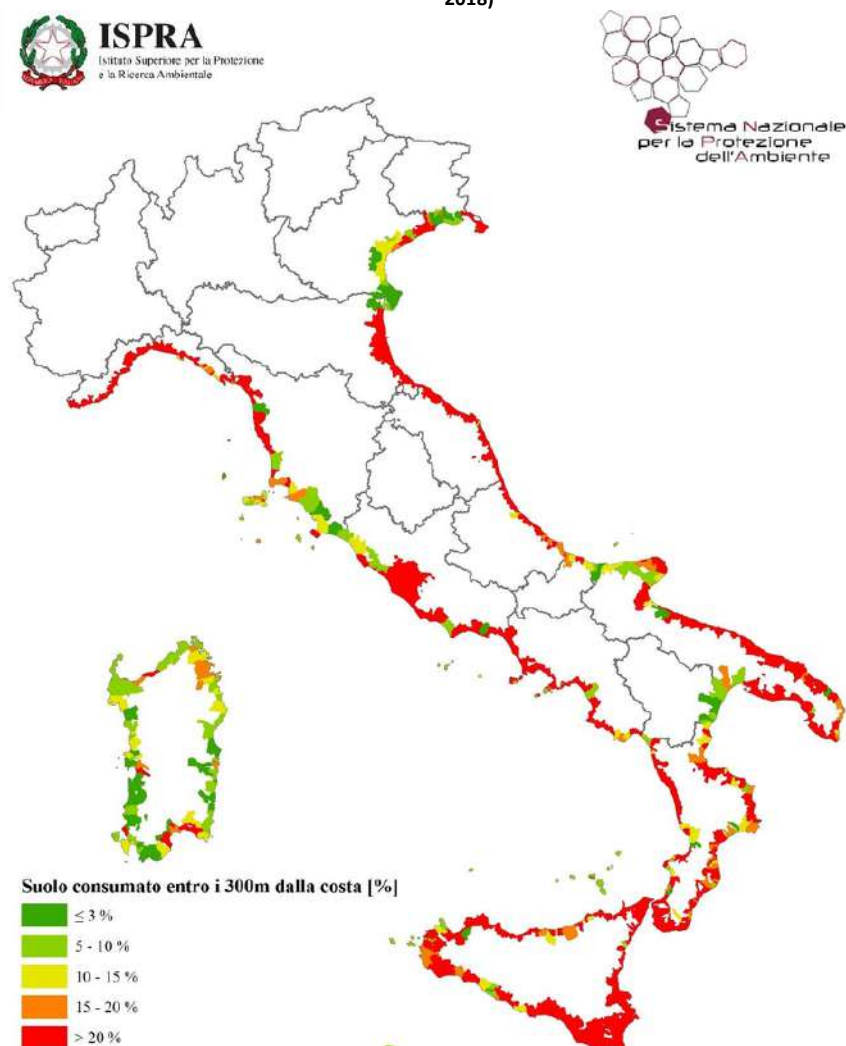 2018)
ISPRA
Istituto Superiore per la Protezione
e la Ricerca Ambientale
Sistema Nazionale
per la Protezione
dell'Ambiente
Suolo consumato entro i 300m dalla costa [%]
≤ 3 %
5 - 10 %
10 - 15 %
15 - 20 %
> 20 %